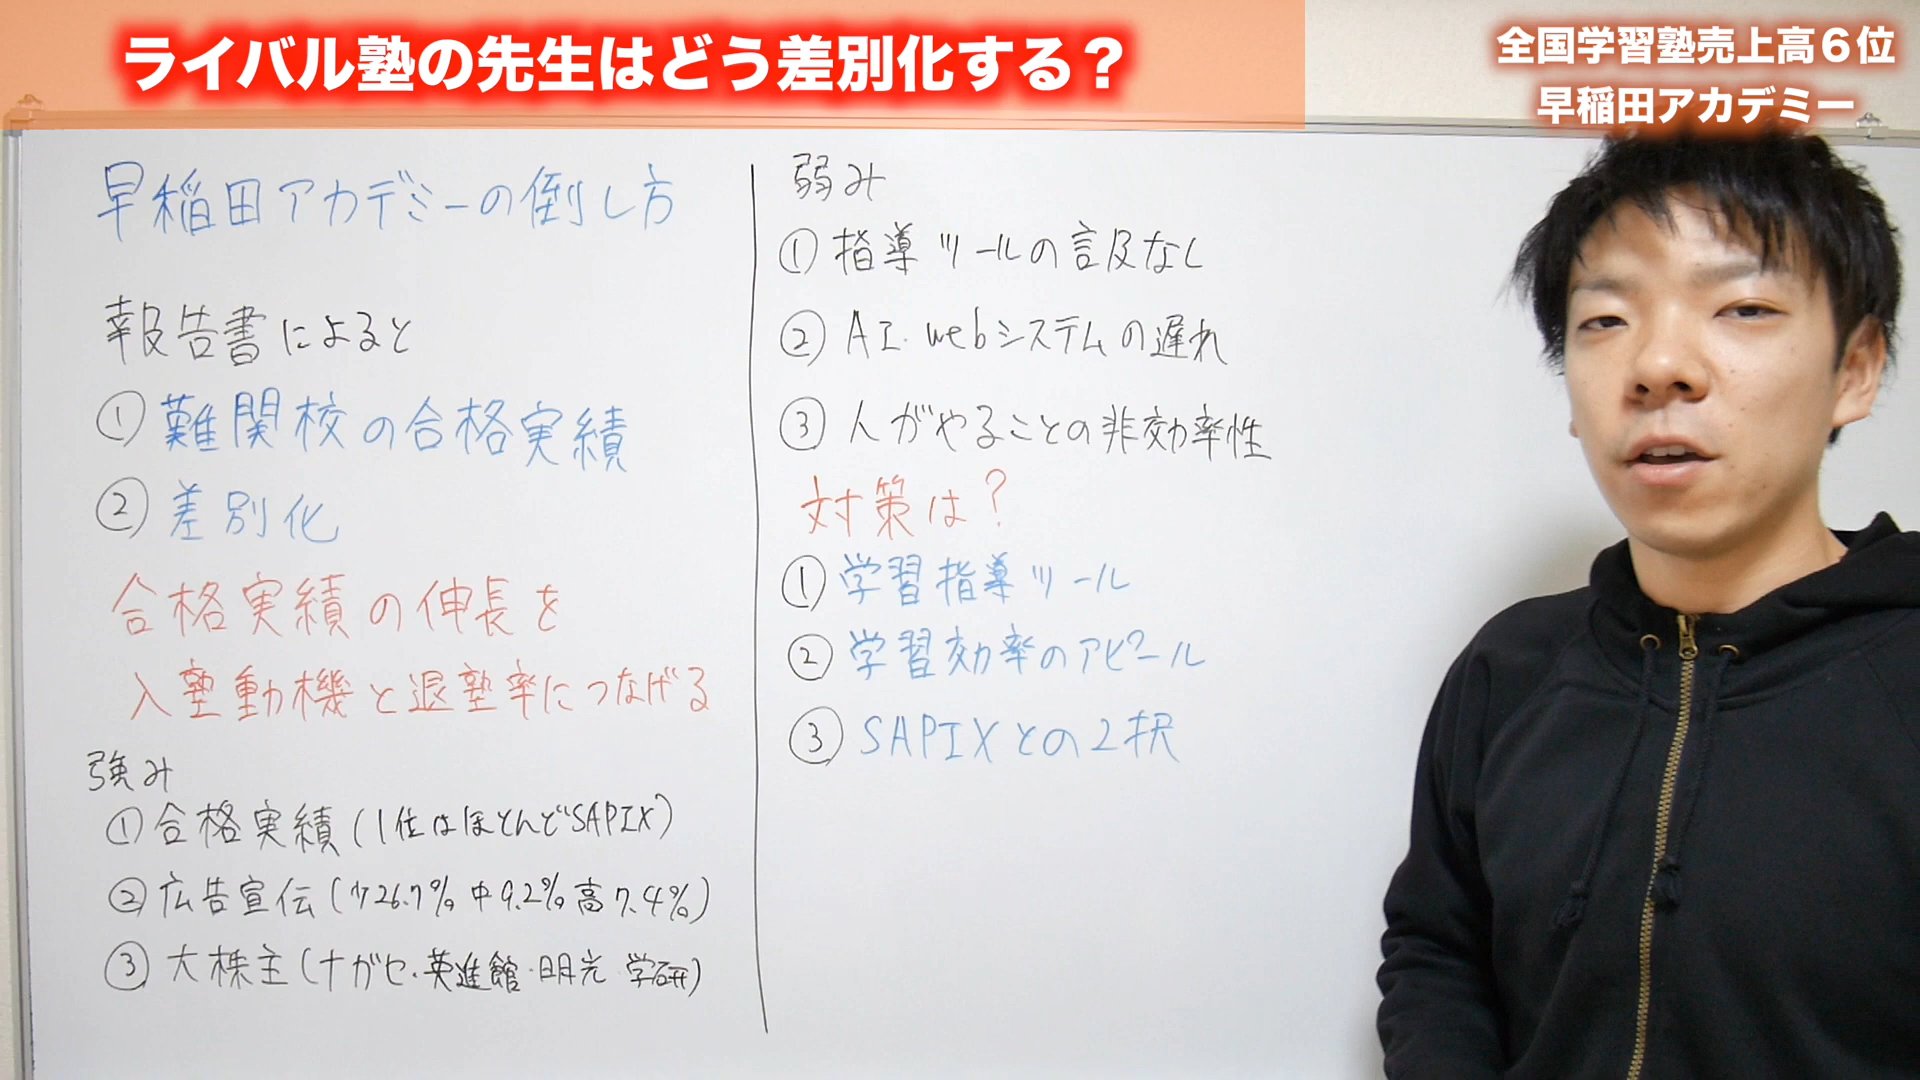 ライバル塾の先生はどう差別化する？
全国学習塾売上高６位
早稲田アカデミー
早稲田アカデミーの倒し方
報告書によると
① 難関校の合格実績
② 差別化
合格実績の伸長を
入塾動機と退塾率につなげる
強み
① 合格実績(1位はほとんどSAPIX)
② 広告宣伝(小26.7% 中9.2% 高7.4%)
③ 大株主(ナガセ・英進館・明光・学研)
弱み
① 指導ツールの言及なし
② AI・webシステムの遅れ
③ 人がやることの非効率性
対策は?
① 学習指導ツール
② 学習効率のアピール
③ SAPIXとの2択